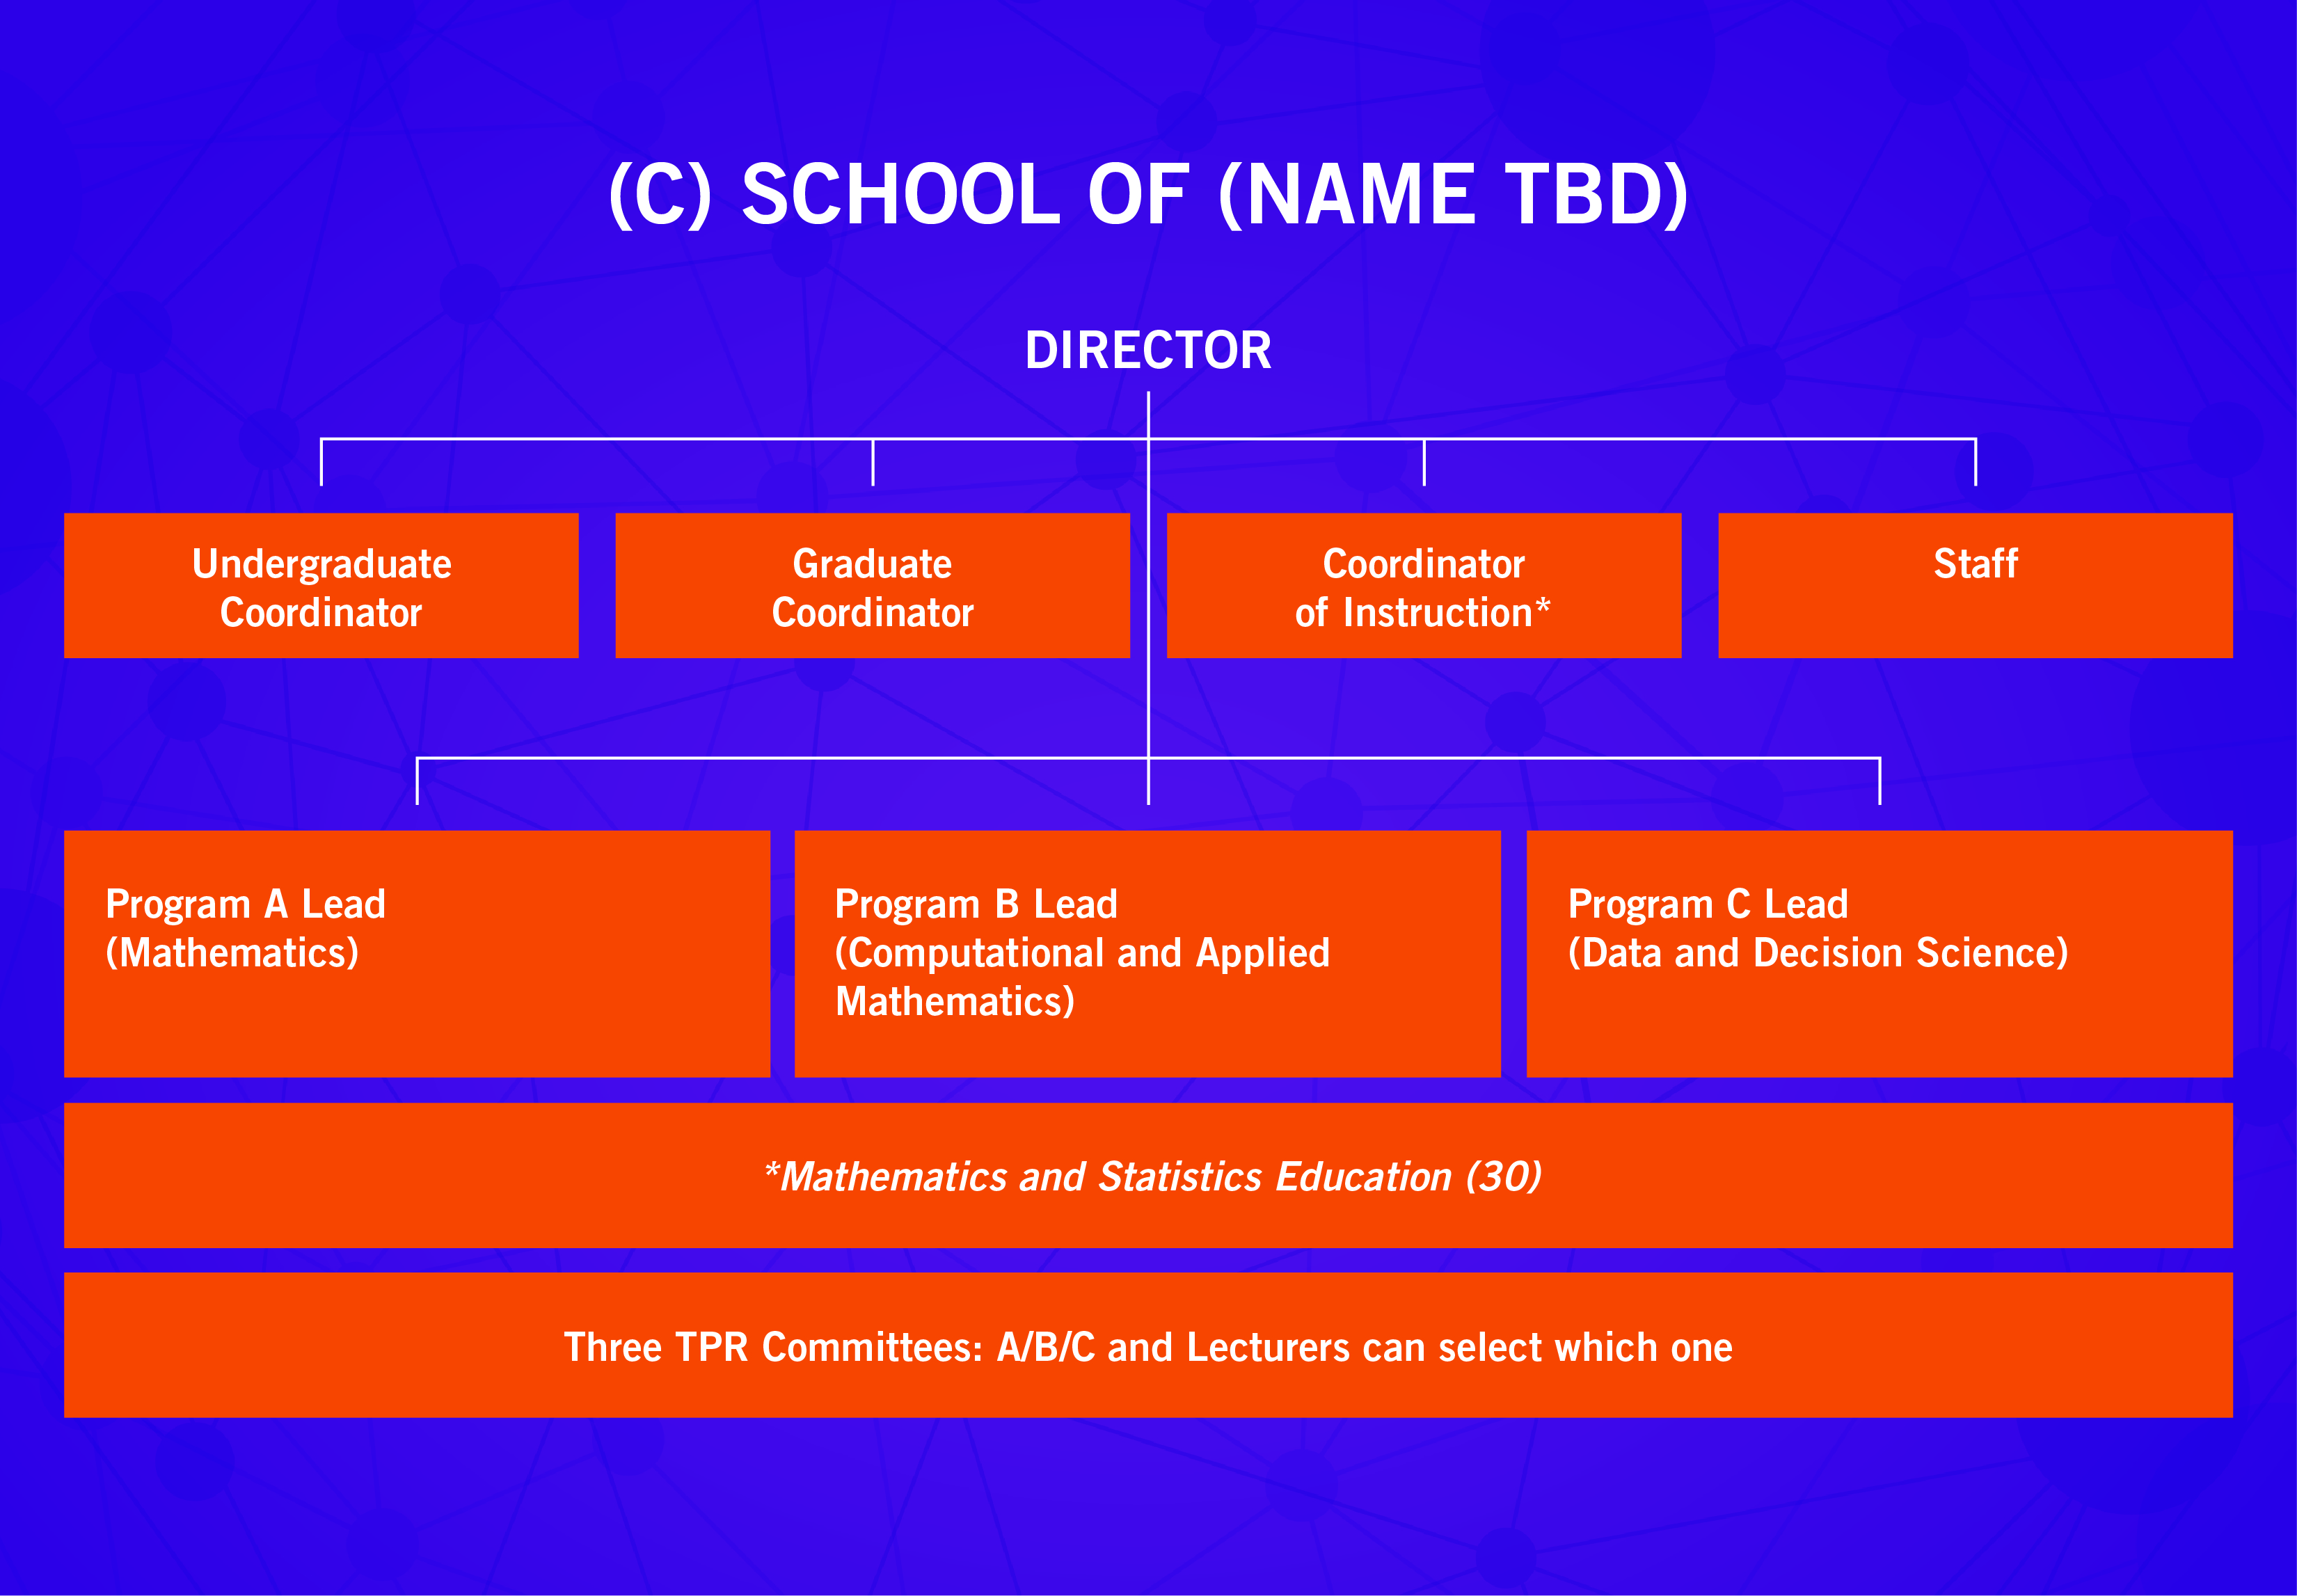 (C) SCHOOL OF (NAME TBD)
DIRECTOR
Undergraduate
Coordinator
Graduate
Coordinator
Coordinator
of Instruction*
Staff
Program A Lead
(Mathematics)
Program B Lead
(Computational and Applied
Mathematics)
Program C Lead
(Data and Decision Science)
*Mathematics and Statistics Education (30)
Three TPR Committees: A/B/C and Lecturers can select which one